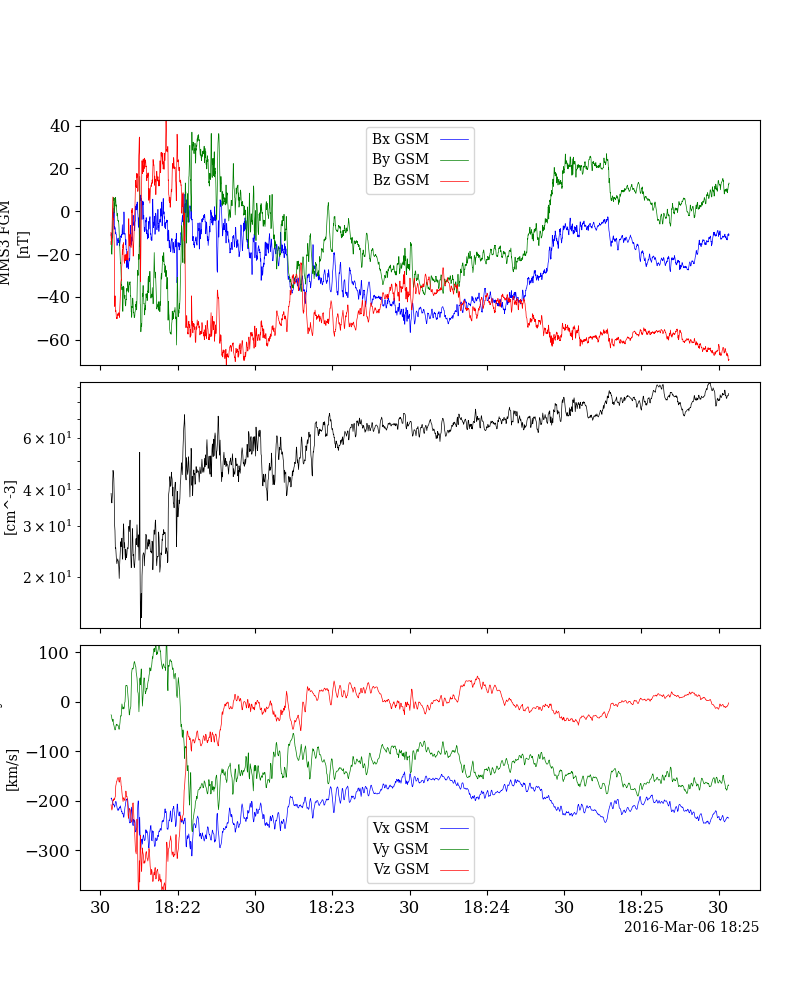 40
20
0
−20
−40
−60
MMS3 FGM
[nT]
Bx GSM
By GSM
Bz GSM
6 × 10¹
4 × 10¹
3 × 10¹
2 × 10¹
[cm^-3]
100
0
−100
−200
−300
[km/s]
Vx GSM
Vy GSM
Vz GSM
30 18:22 30 18:23 30 18:24 30 18:25 30
2016-Mar-06 18:25